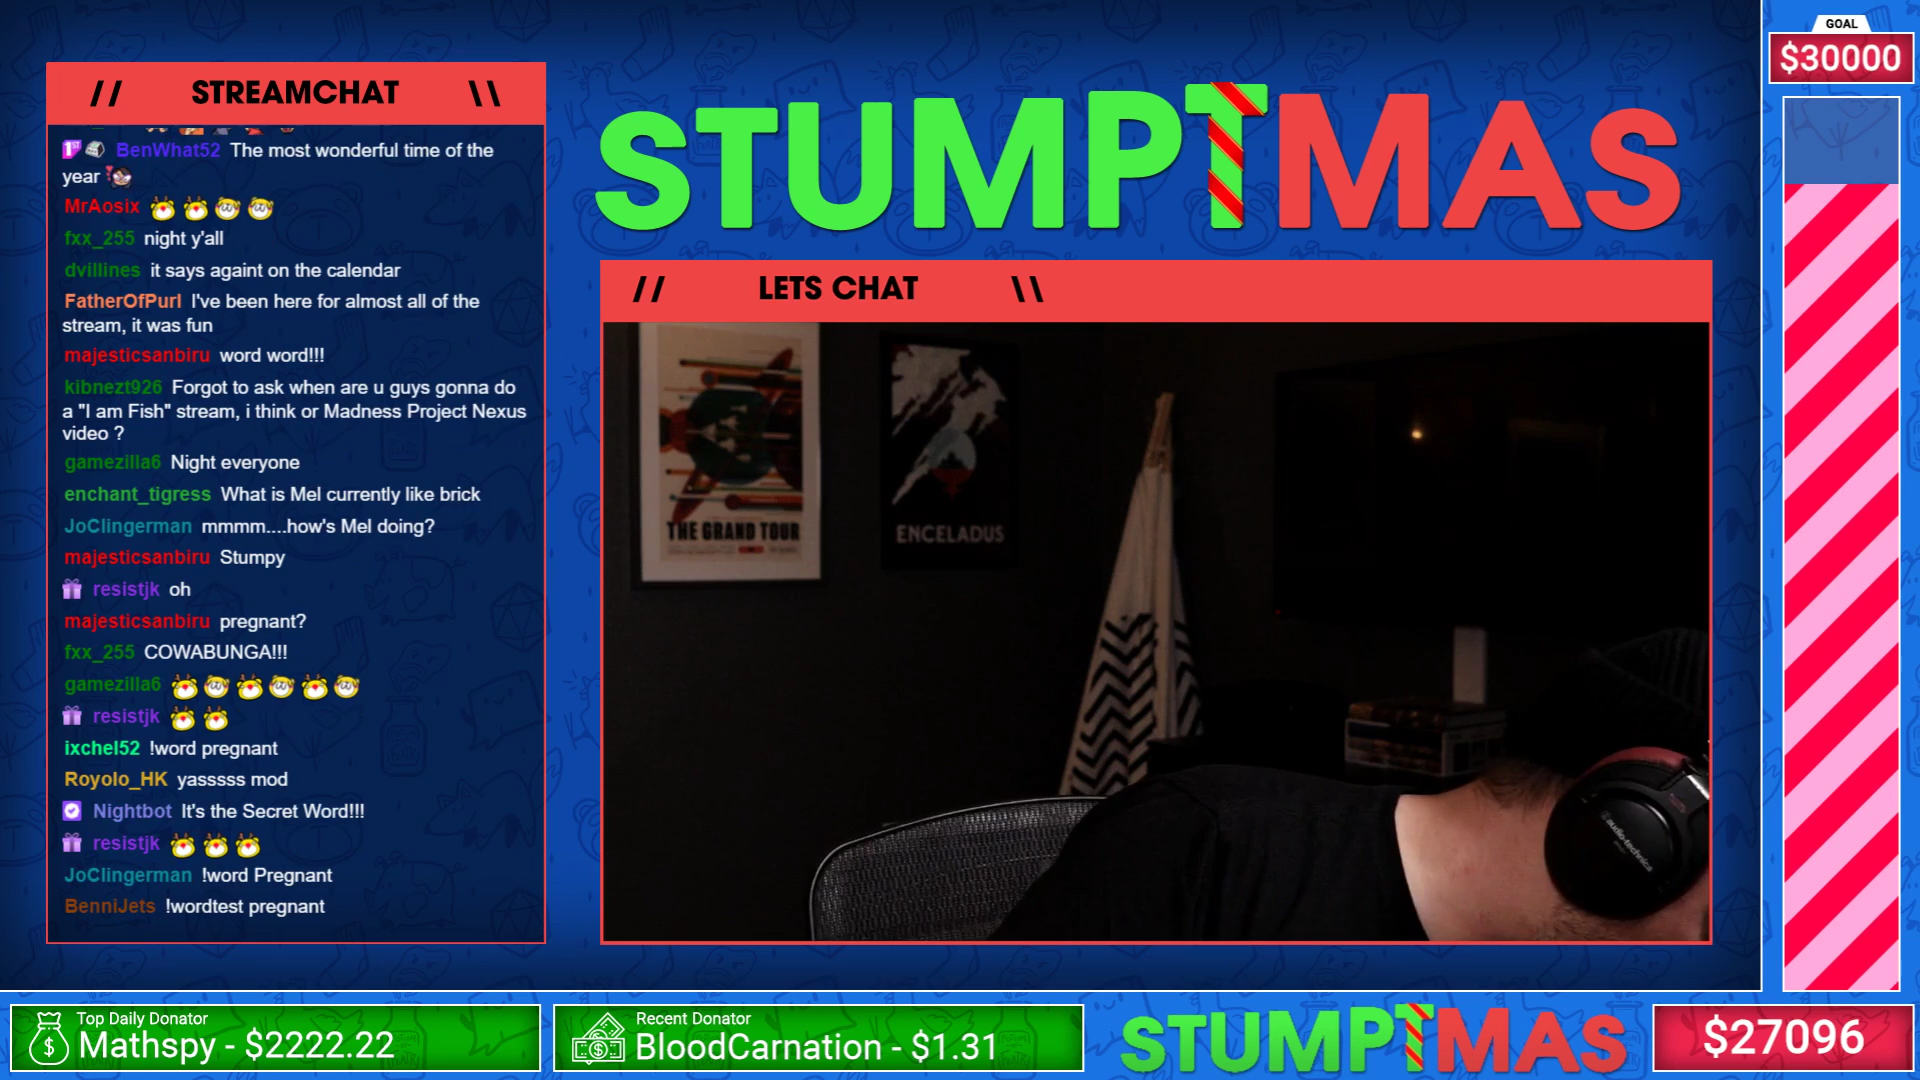 GOAL
$30000
// STREAMCHAT \\
BenWhat52 The most wonderful time of the
year
MrAosix
fxx_255 night y'all
dvillines it says againt on the calendar
FatherOfPurl I've been here for almost all of the
stream, it was fun
majesticsanbiru word word!!!
kibnezt926 Forgot to ask when are u guys gonna do
a "I am Fish" stream, i think or Madness Project Nexus
video ?
gamezilla6 Night everyone
enchant_tigress What is Mel currently like brick
JoClingerman mmmm....how's Mel doing?
majesticsanbiru Stumpy
resistjk oh
majesticsanbiru pregnant?
fxx_255 COWABUNGA!!!
gamezilla6
resistjk
ixchel52 !word pregnant
Royolo_HK yasssss mod
Nightbot It's the Secret Word!!!
resistjk
JoClingerman !word Pregnant
BenniJets !wordtest pregnant
STUMPTMAS
// LETS CHAT \\
THE GRAND TOUR
ENCELADUS
audio-technica
Top Daily Donator
Mathspy - $2222.22
Recent Donator
BloodCarnation - $1.31
STUMPTMAS
$27096